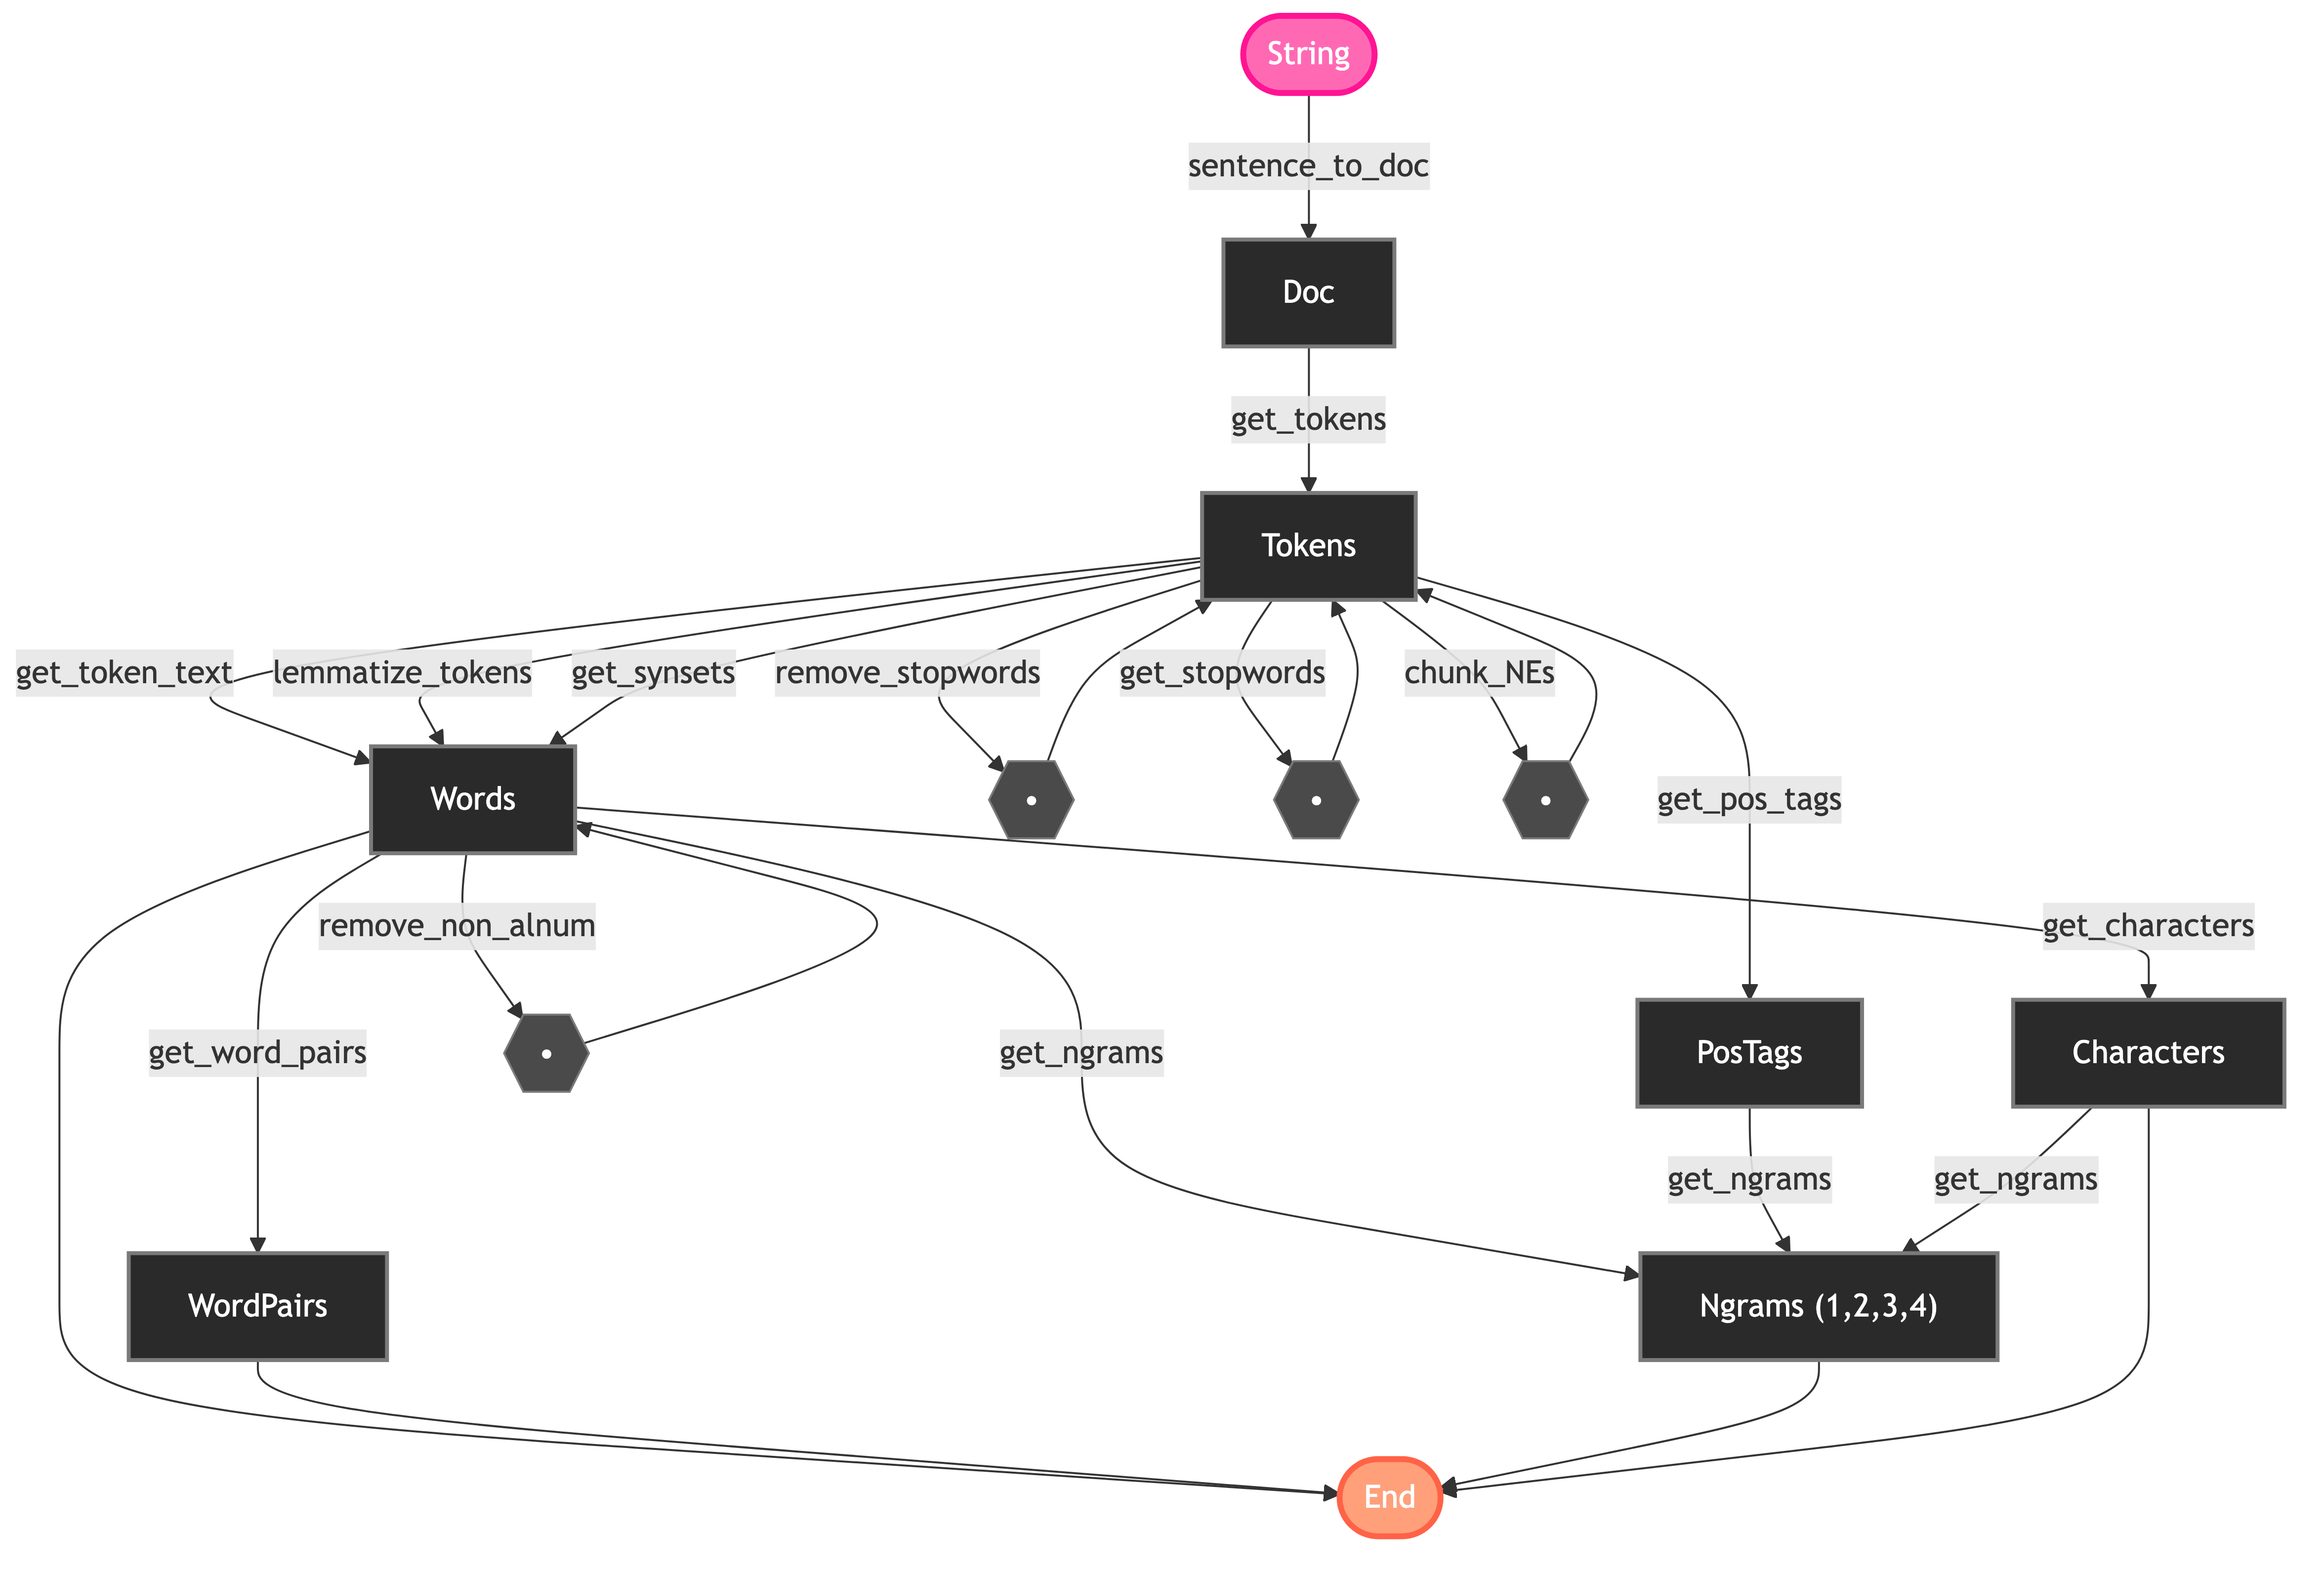 String
sentence_to_doc
Doc
get_tokens
Tokens
get_token_text
lemmatize_tokens
get_synsets
remove_stopwords
get_stopwords
chunk_NEs
Words
get_pos_tags
remove_non_alnum
get_characters
get_word_pairs
get_ngrams
PosTags
Characters
get_ngrams
get_ngrams
WordPairs
Ngrams (1,2,3,4)
End